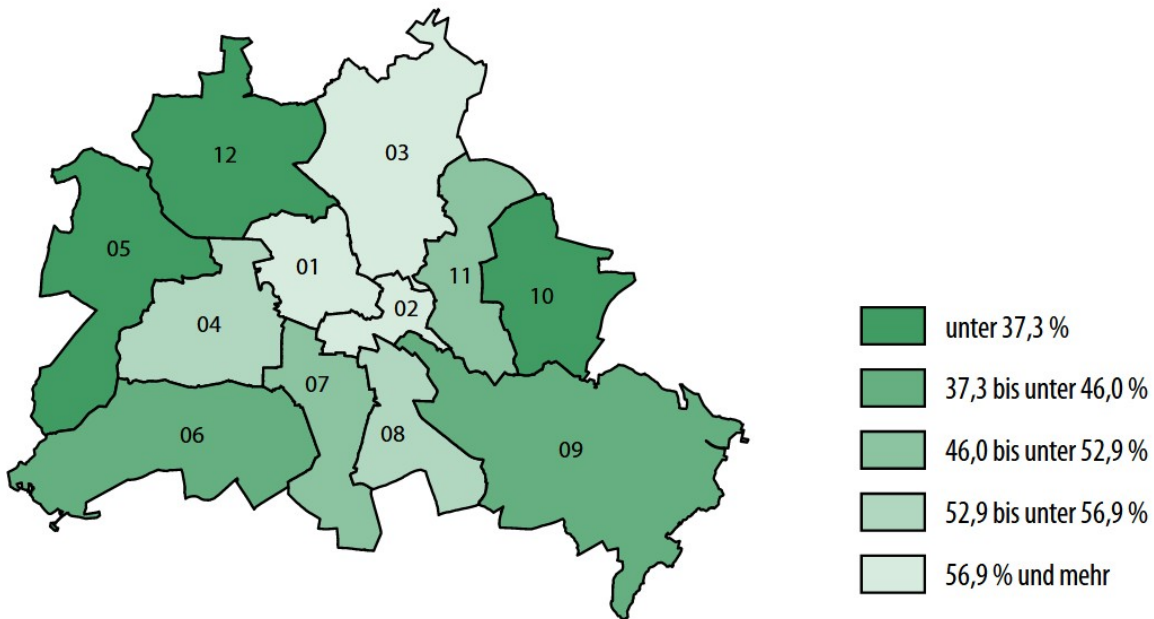 03
12
05
01
11
10
02
04
07
08
06
09
unter 37,3 %
37,3 bis unter 46,0 %
46,0 bis unter 52,9 %
52,9 bis unter 56,9 %
56,9 % und mehr